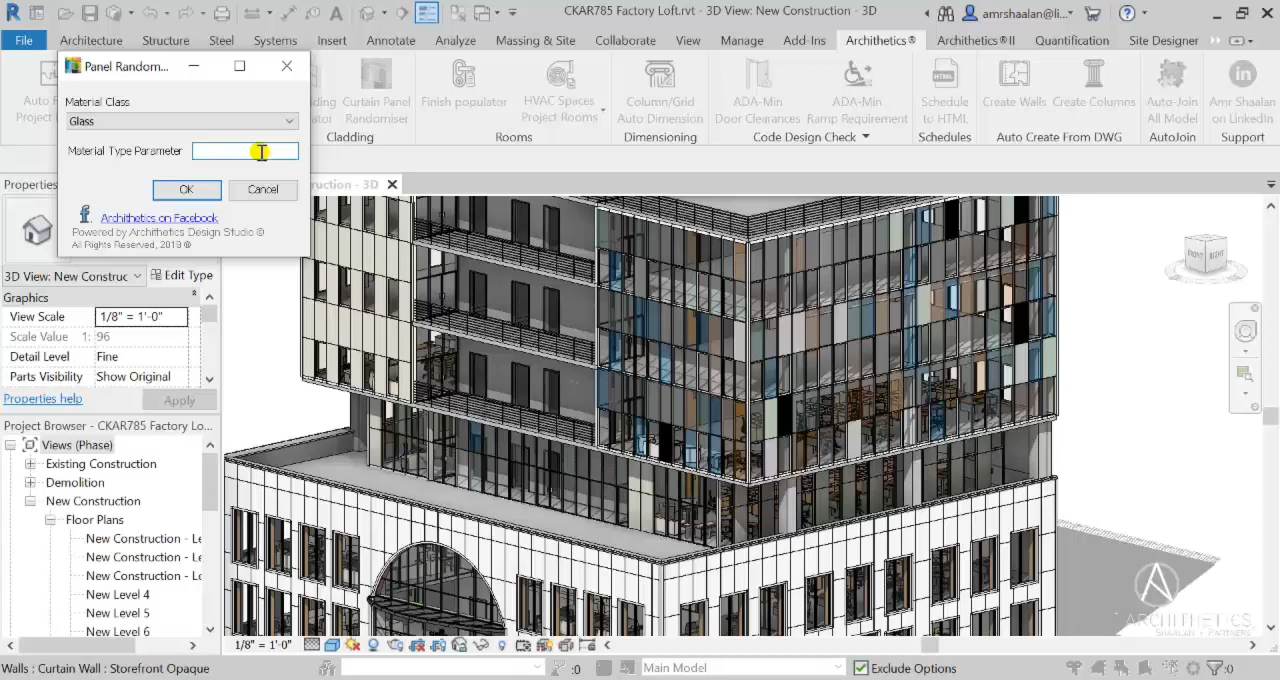 CKAR785 Factory Loft.rvt - 3D View: New Construction - 3D
amrshaalan@li...
File
Architecture
Structure
Steel
Systems
Insert
Annotate
Analyze
Massing & Site
Collaborate
View
Manage
Add-Ins
Archithetics®
Archithetics®II
Quantification
Site Designer
Panel Random...
Material Class
Glass
Material Type Parameter
OK
Cancel
Archithetics on Facebook
Powered by Archithetics Design Studio ©
All Rights Reserved, 2019 ®
Curtain Panel
Randomiser
Cladding
Finish populator
HVAC Spaces
Project Rooms
Rooms
Column/Grid
Auto Dimension
Dimensioning
ADA-Min
Door Clearances
ADA-Min
Ramp Requirement
Code Design Check
Schedule
to HTML
Schedules
Create Walls
Create Columns
Auto Create From DWG
Auto-Join
All Model
AutoJoin
Amr Shaalan
on LinkedIn
Support
Properties
3D View: New Construc
Edit Type
Graphics
View Scale
1/8" = 1'-0"
Scale Value 1:
96
Detail Level
Fine
Parts Visibility
Show Original
Properties help
Apply
Project Browser - CKAR785 Factory Lo...
Views (Phase)
Existing Construction
Demolition
New Construction
Floor Plans
New Construction - Le
New Construction - Le
New Construction - Lo
New Level 4
New Level 5
New Level 6
FRONT
RIGHT
ARCHITHETICS
SHAALAN + PARTNERS
1/8" = 1'-0"
Walls : Curtain Wall : Storefront Opaque
:0
Main Model
Exclude Options
:0